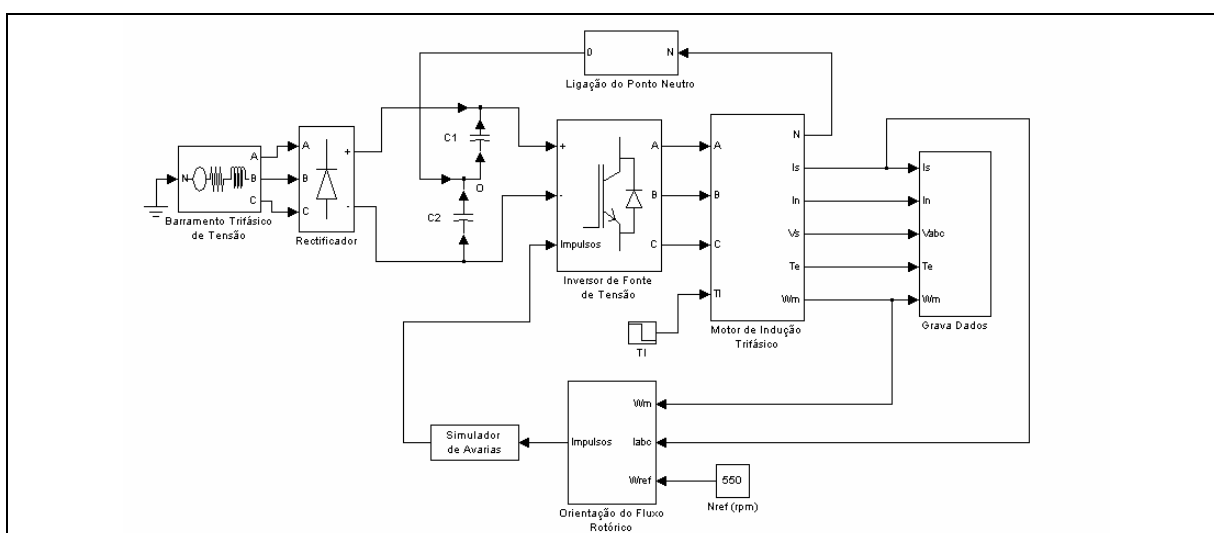 0 N
Ligação do Ponto Neutro
N A B C
Barramento Trifásico
de Tensão
A B C + -
Rectificador
C1
O
C2
+ A
- B
Impulsos C
Inversor de Fonte
de Tensão
A N
B Is
C In
Vs
Te
Tl Wm
Motor de Indução
Trifásico
Is
In
Vabc
Te
Wm
Grava Dados
Tl
Simulador
de Avarias
Wm
Impulsos Iabc
Wref
Orientação do Fluxo
Rotórico
550
Nref (rpm)